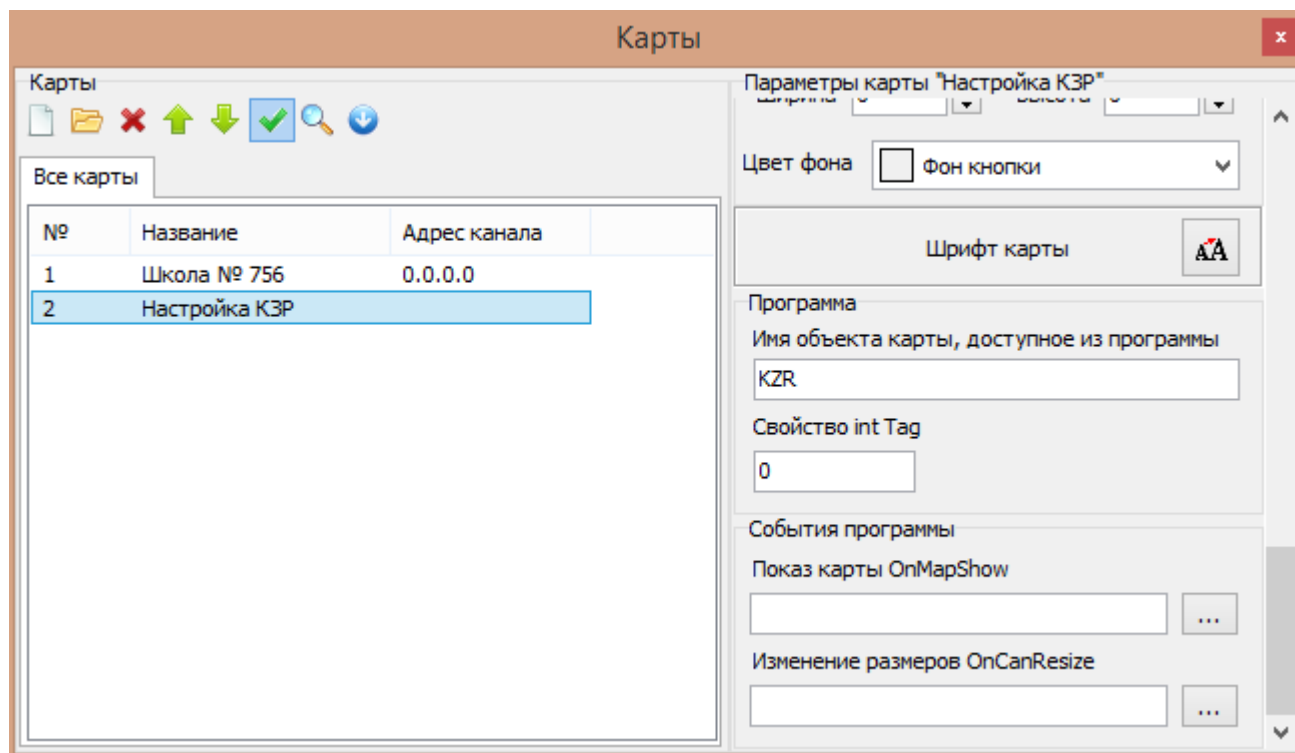 Карты
Карты
Все карты
№ Название Адрес канала
1 Школа № 756 0.0.0.0
2 Настройка КЗР
Параметры карты "Настройка КЗР"
Ширина Высота
Цвет фона Фон кнопки
Шрифт карты
Программа
Имя объекта карты, доступное из программы
KZR
Свойство int Tag
0
События программы
Показ карты OnMapShow
...
Изменение размеров OnCanResize
...